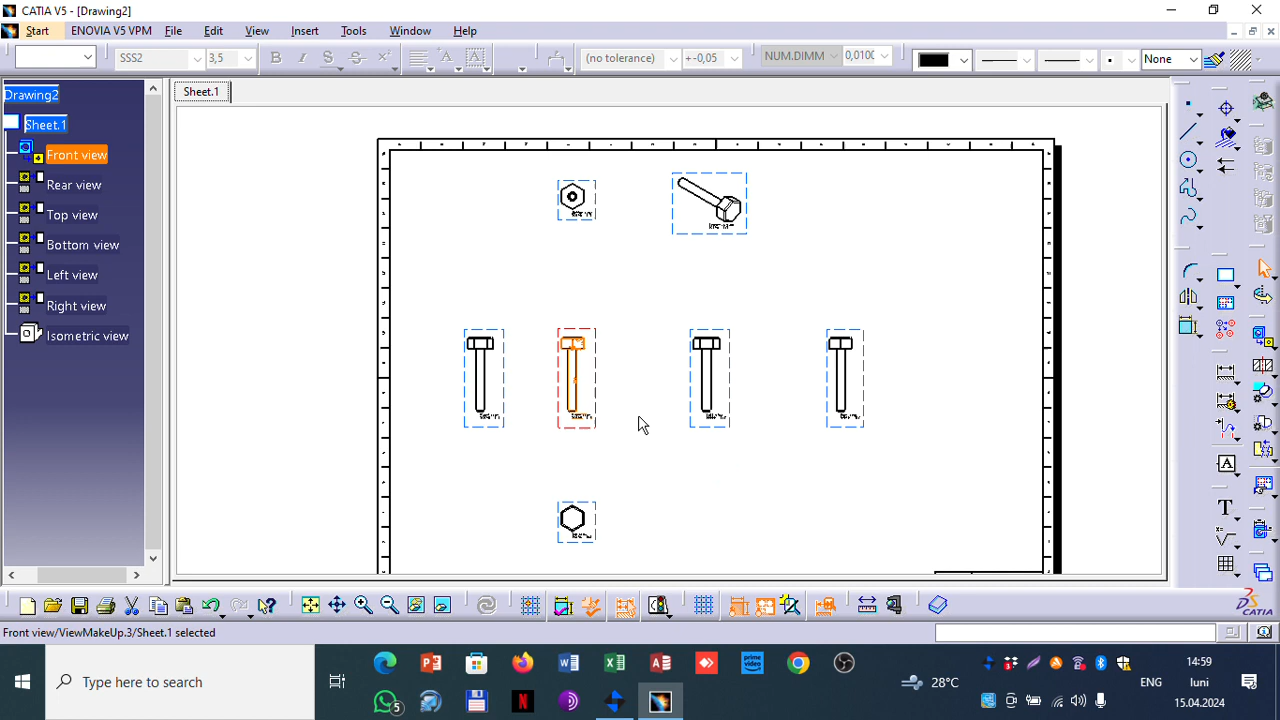 CATIA V5 - [Drawing2]
Start ENOVIA V5 VPM File Edit View Insert Tools Window Help
SSS2 3,5 B I S (no tolerance) +-0,05 NUM.DIMM 0,0100 None
Drawing2
Sheet.1
Front view
Rear view
Top view
Bottom view
Left view
Right view
Isometric view
Sheet.1
Front view/ViewMakeUp.3/Sheet.1 selected
CATIA
Type here to search
5
28°C
ENG
14:59
luni
15.04.2024